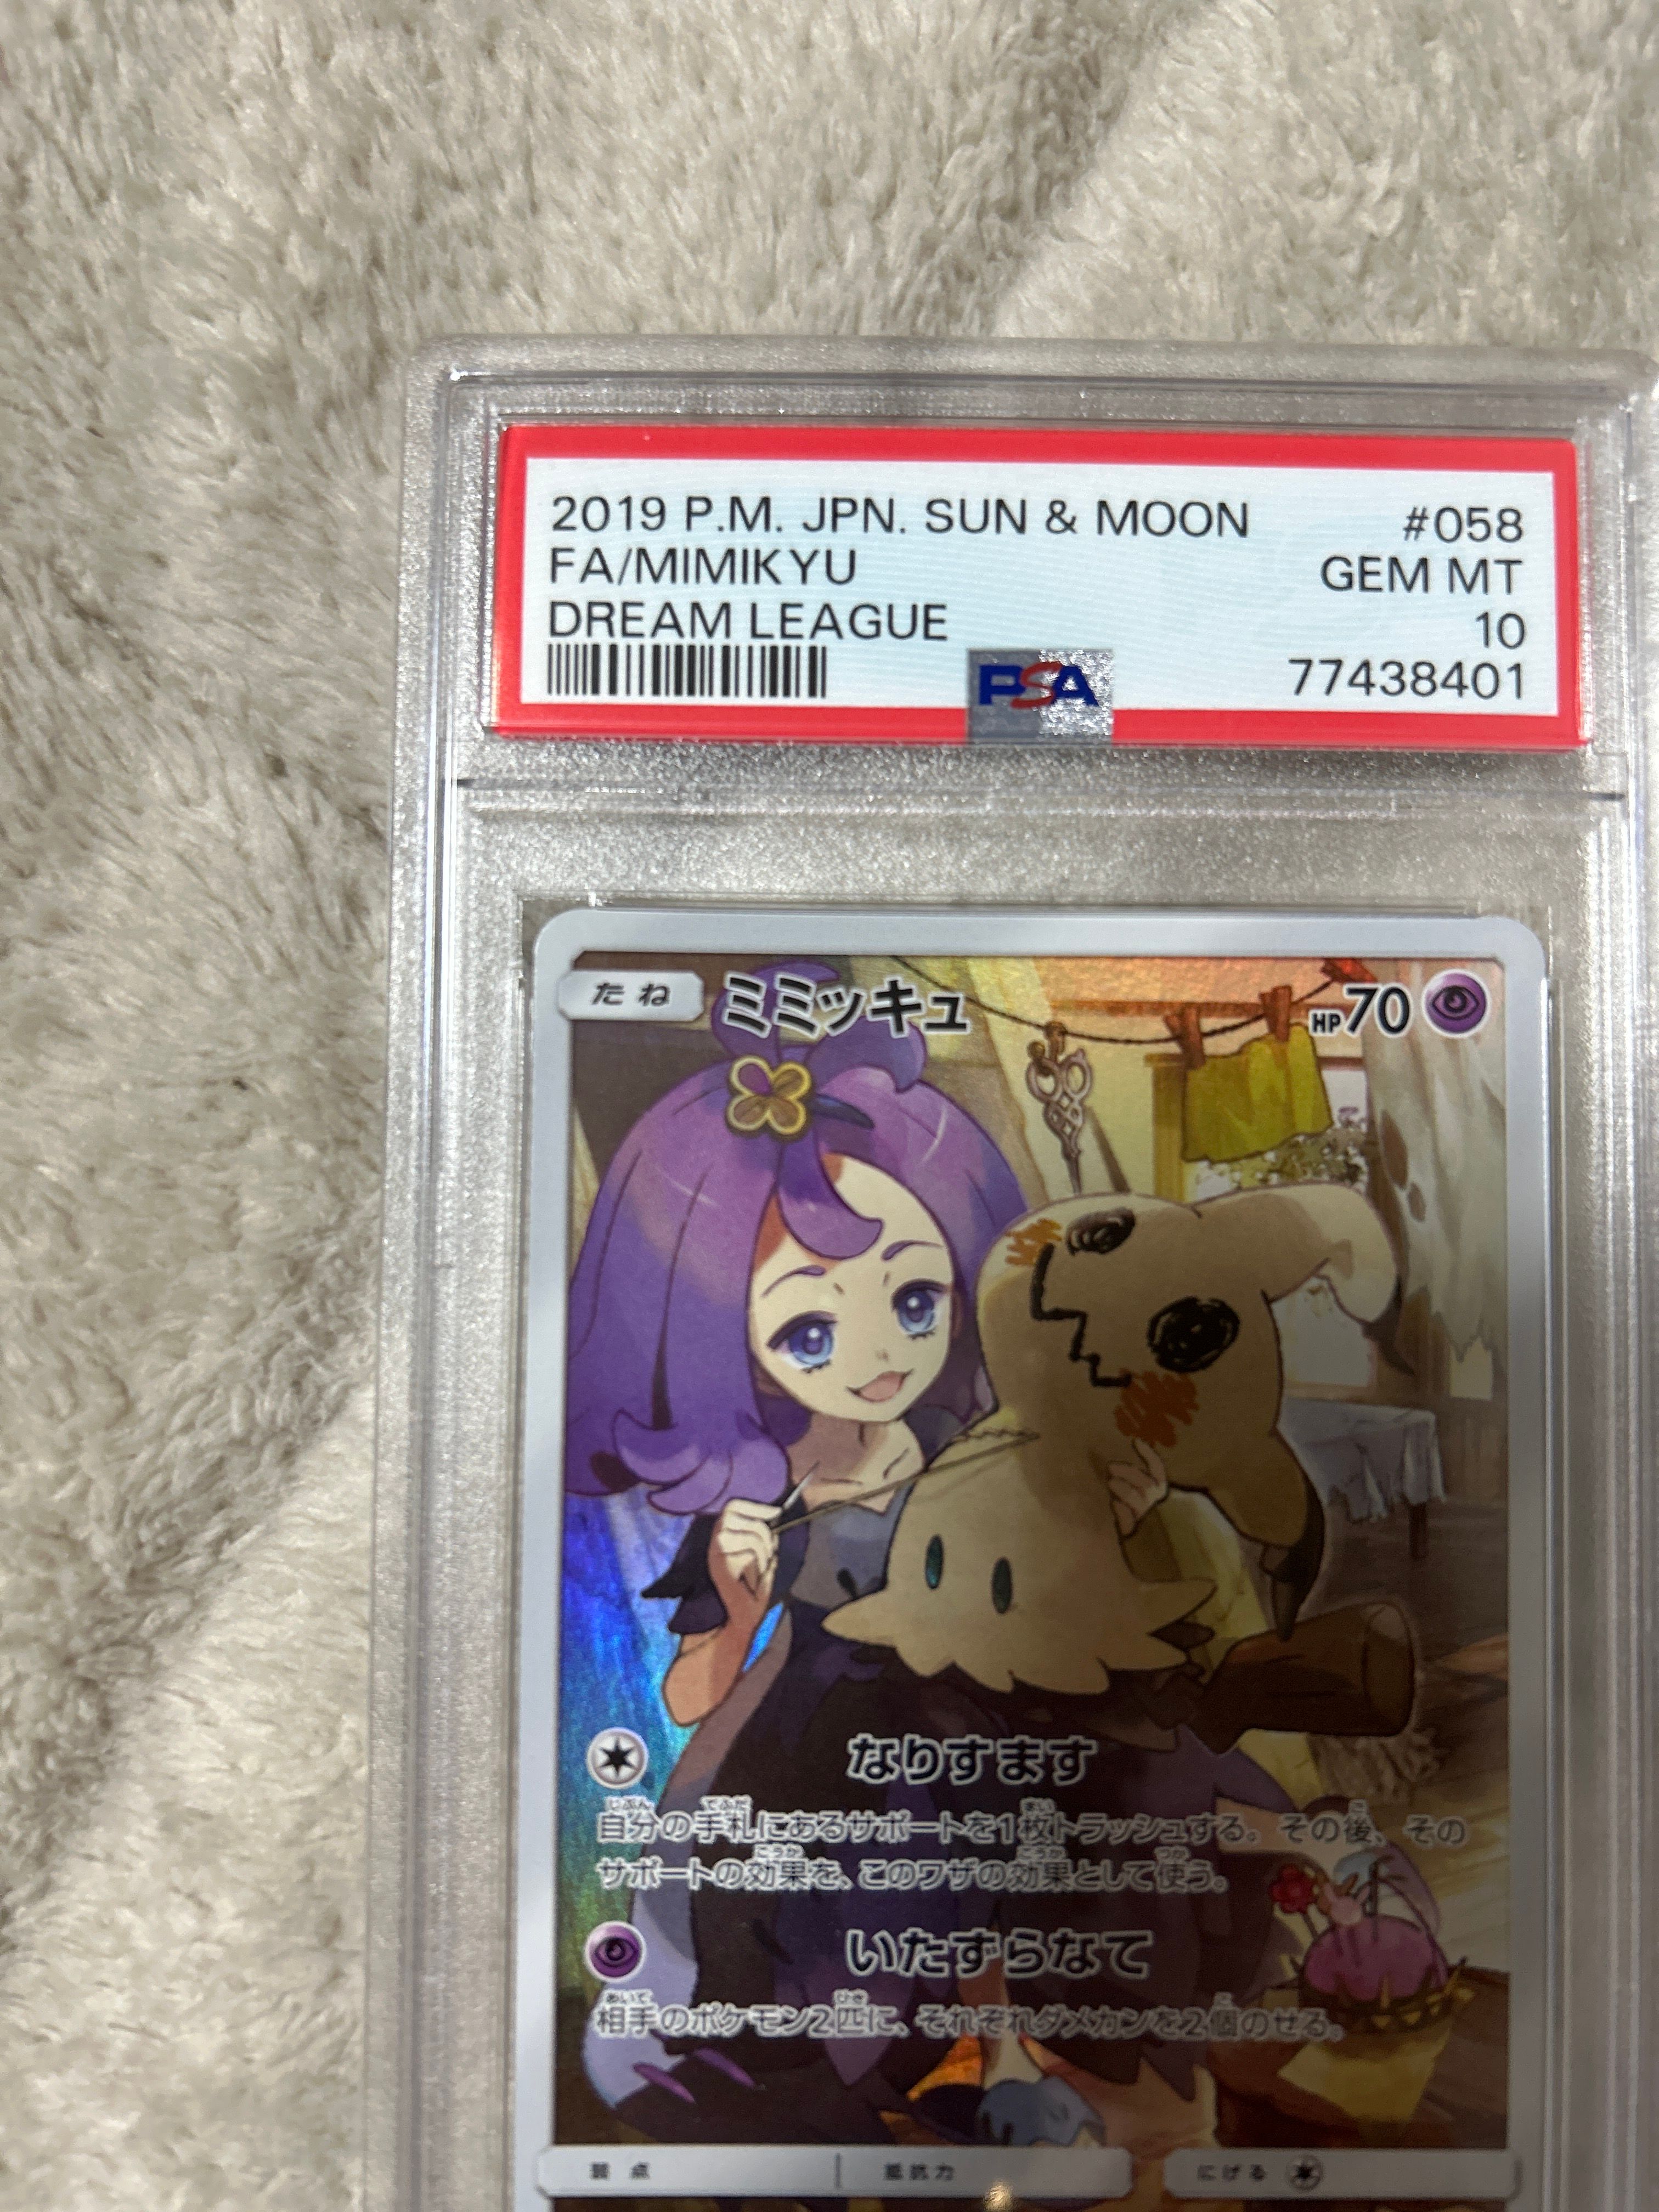 2019 P.M. JPN. SUN & MOON #058
FA/MIMIKYU GEM MT
DREAM LEAGUE 10
PSA 77438401
たね ミミッキュ HP70
なりすます
自分の手札にあるサポートを1枚トラッシュする。その後、その
サポートの効果を、このワザの効果として使う。
いたずらなて
相手のポケモン2匹に、それぞれダメカンを2個のせる。
弱点 抵抗力 にげる